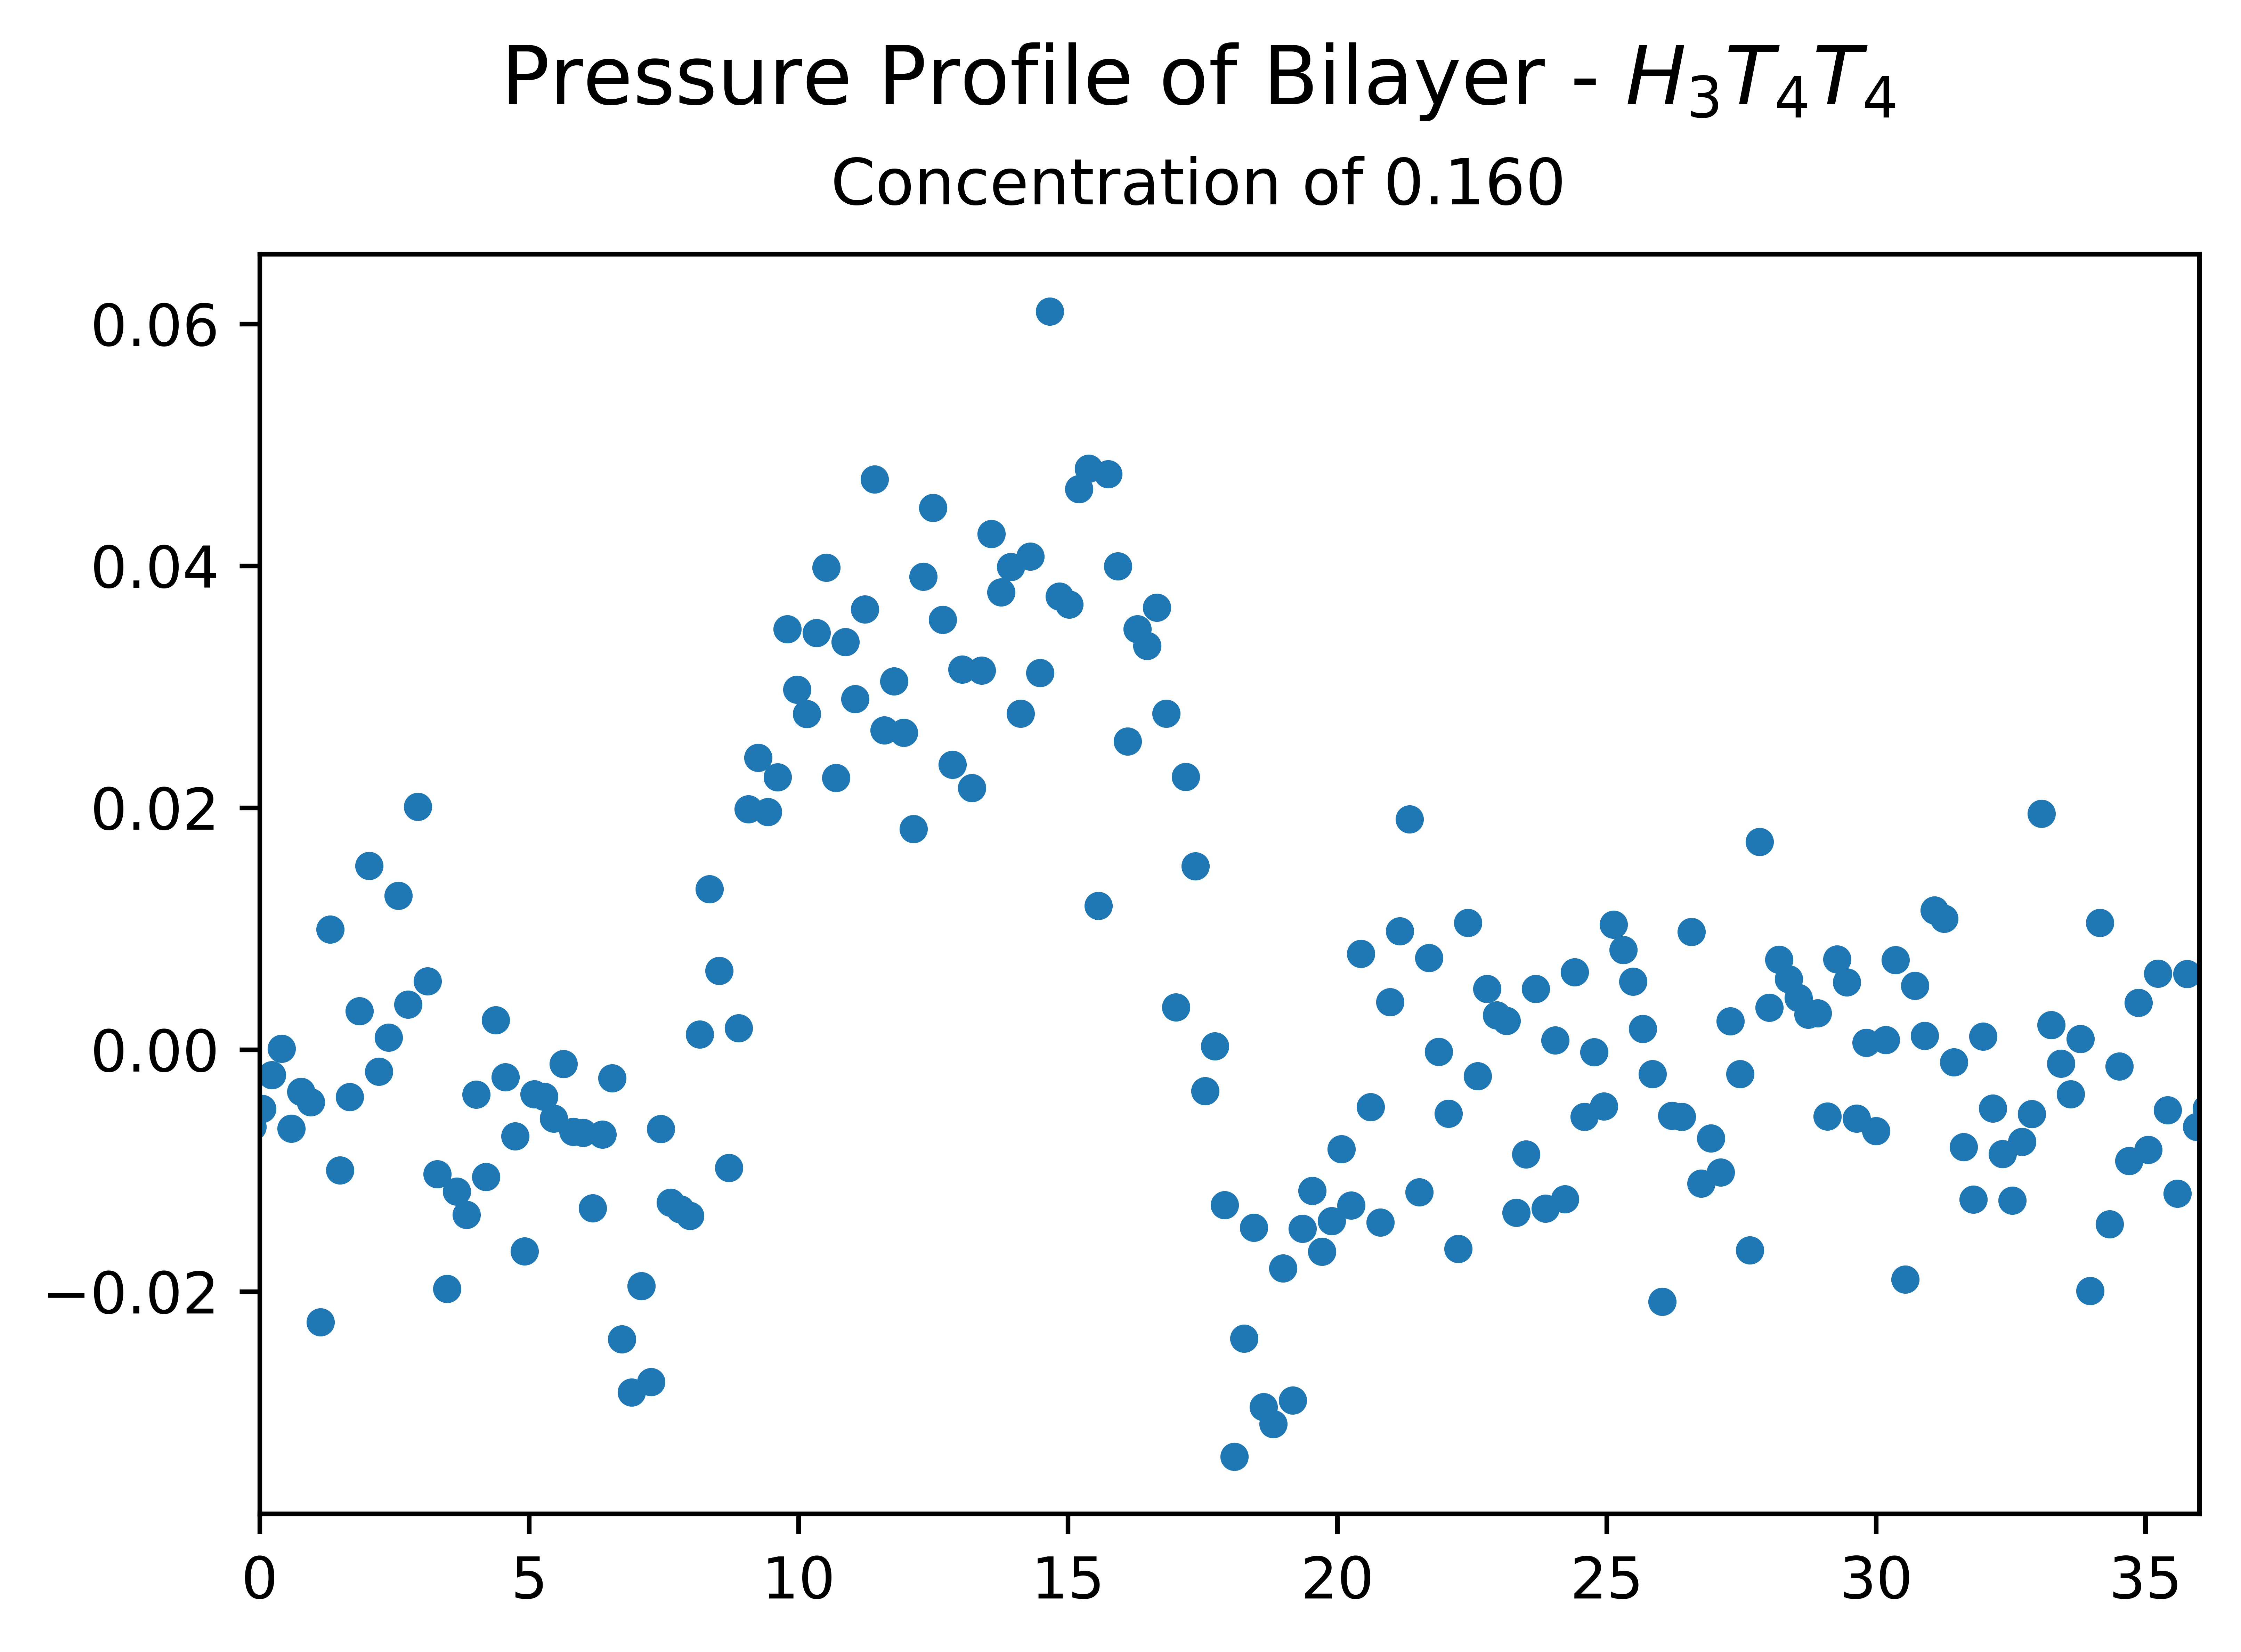 Pressure Profile of Bilayer - H₃T₄T₄
Concentration of 0.160
0.06
0.04
0.02
0.00
−0.02
0 5 10 15 20 25 30 35